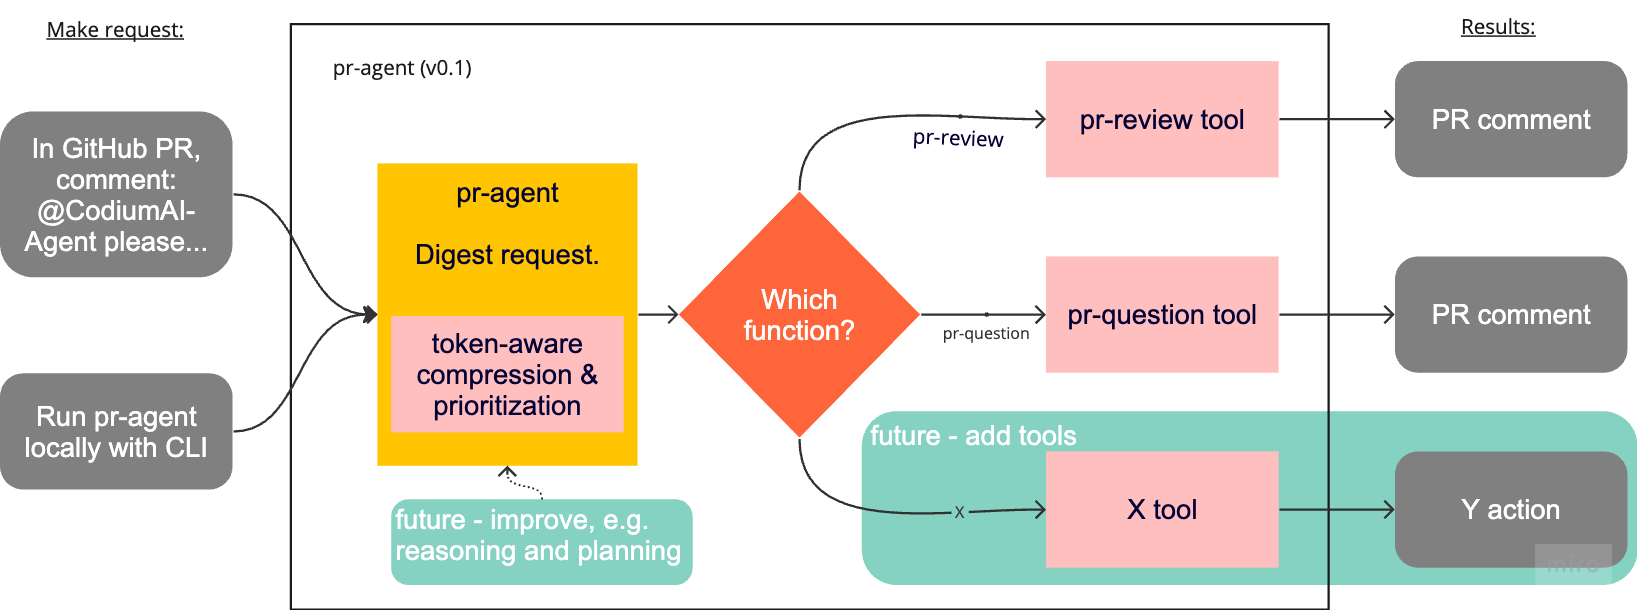 Make request:
Results:
pr-agent (v0.1)
In GitHub PR,
comment:
@CodiumAI-
Agent please...
Run pr-agent
locally with CLI
pr-agent
Digest request.
token-aware
compression &
prioritization
future - improve, e.g.
reasoning and planning
Which
function?
pr-review
pr-review tool
PR comment
pr-question
pr-question tool
PR comment
future - add tools
X
X tool
Y action
miro